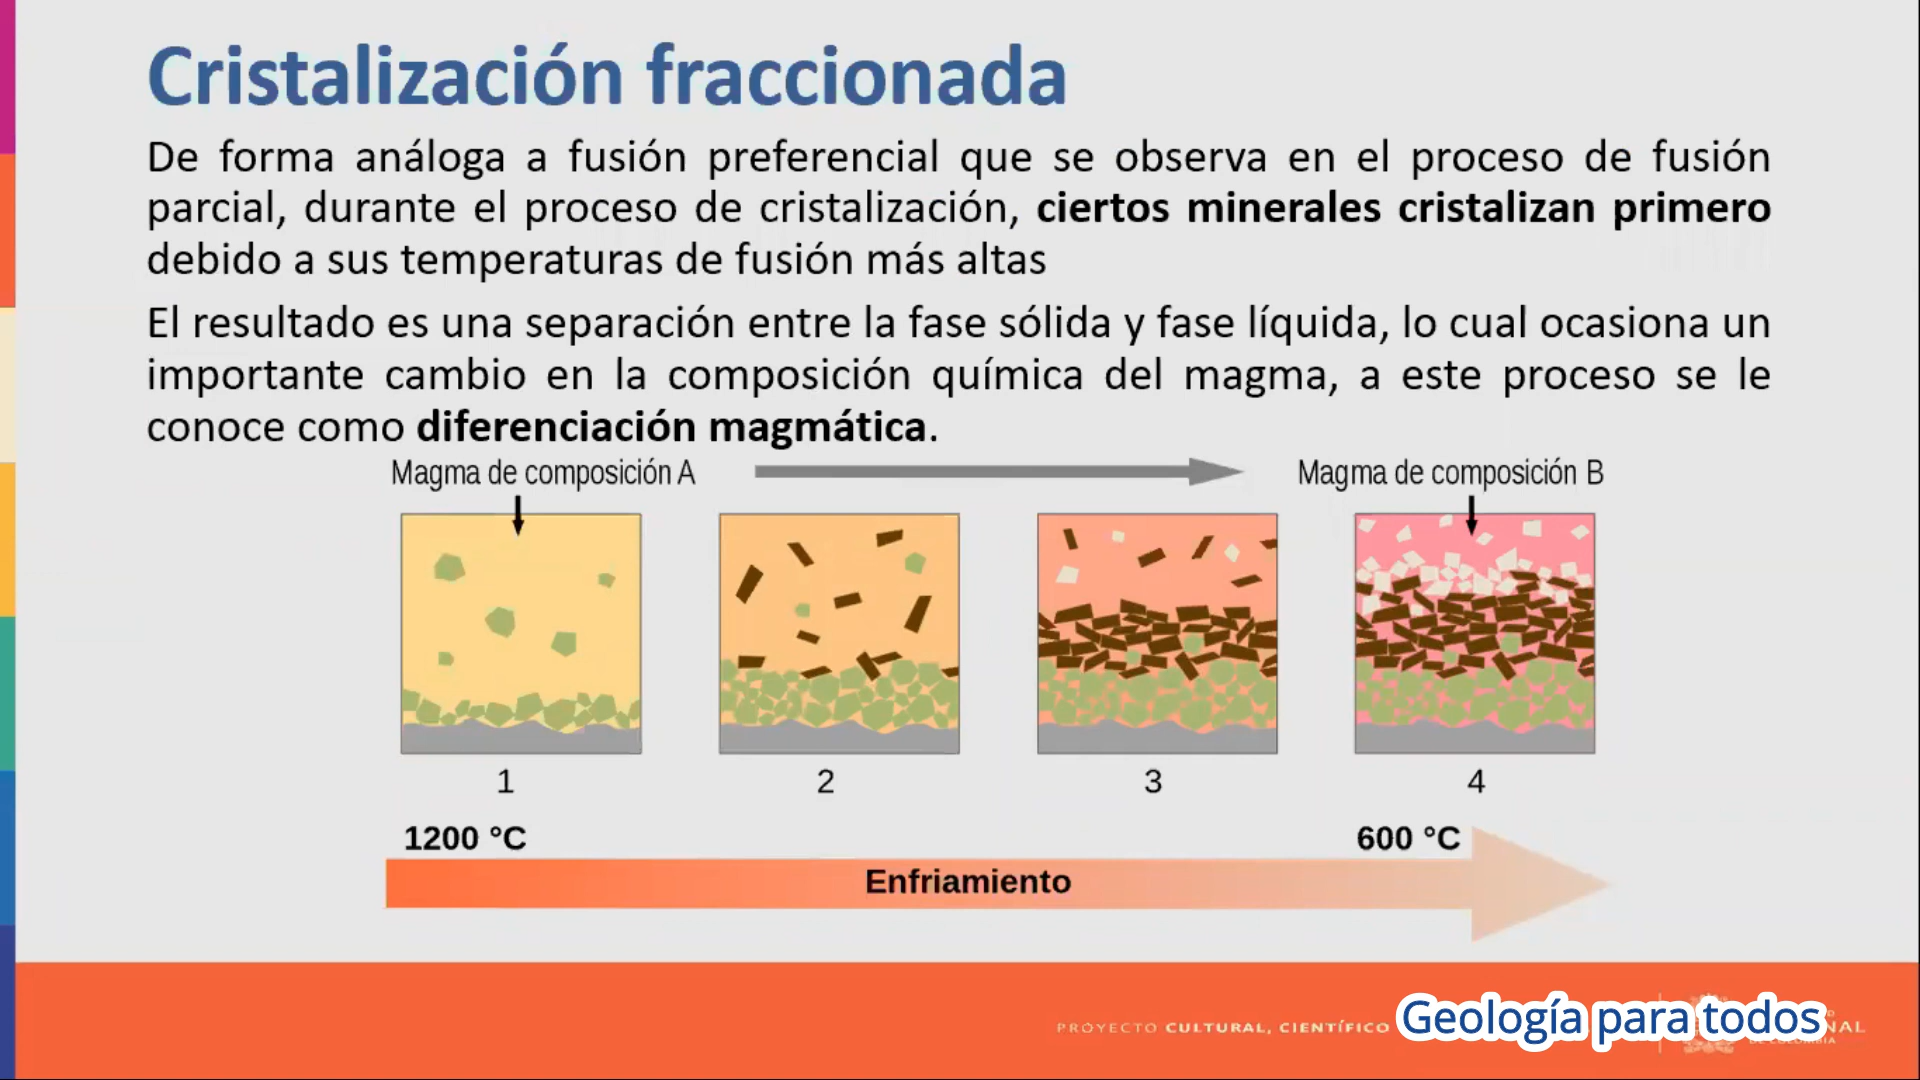 Cristalización fraccionada
De forma análoga a fusión preferencial que se observa en el proceso de fusión
parcial, durante el proceso de cristalización, ciertos minerales cristalizan primero
debido a sus temperaturas de fusión más altas
El resultado es una separación entre la fase sólida y fase líquida, lo cual ocasiona un
importante cambio en la composición química del magma, a este proceso se le
conoce como diferenciación magmática.
Magma de composición A
Magma de composición B
1
2
3
4
1200 °C
600 °C
Enfriamiento
PROYECTO CULTURAL, CIENTÍFICO
Geología para todos